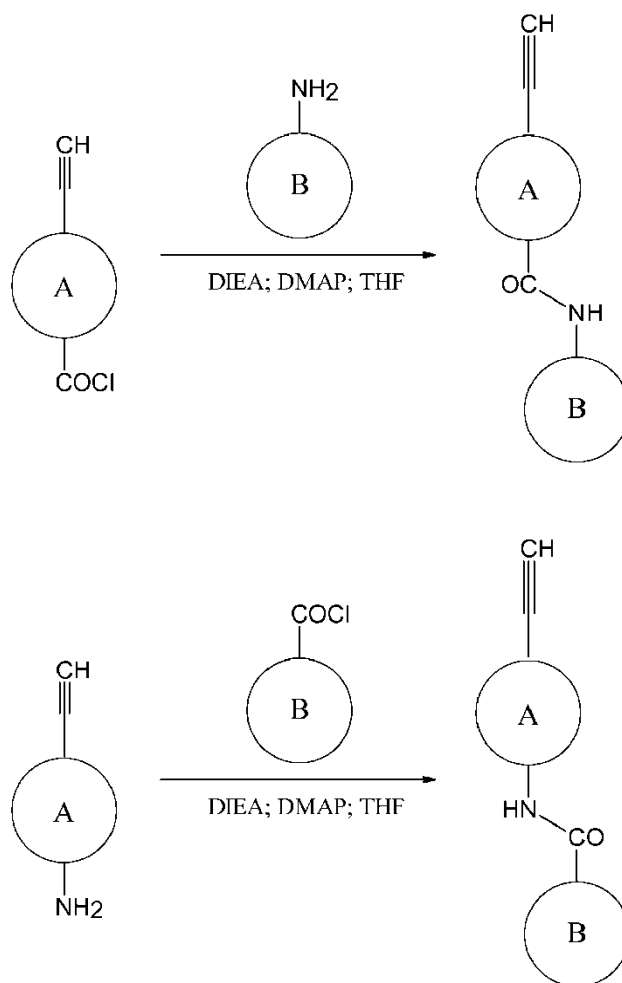 CH
NH2
B
CH
A
A
DIEA; DMAP; THF
COCl
OC
NH
B
CH
COCl
B
CH
A
A
DIEA; DMAP; THF
HN
CO
NH2
B